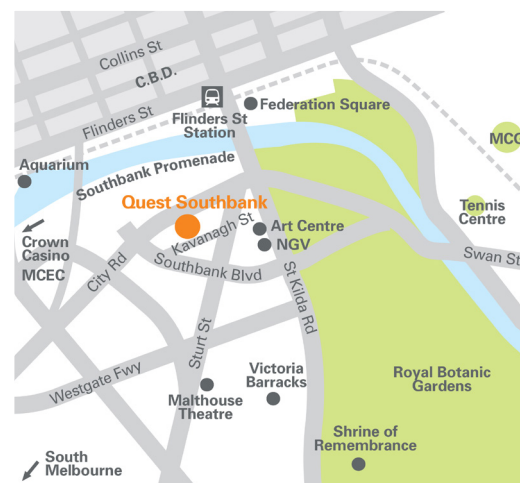 Collins St
C.B.D.
Flinders St
Flinders St
Station
Federation Square
MCG
Aquarium
Southbank Promenade
Quest Southbank
Kavanagh St
Art Centre
NGV
Tennis
Centre
Swan St
Crown
Casino
MCEC
City Rd
Southbank Blvd
St Kilda Rd
Sturt St
Westgate Fwy
Victoria
Barracks
Malthouse
Theatre
Royal Botanic
Gardens
Shrine of
Remembrance
South
Melbourne